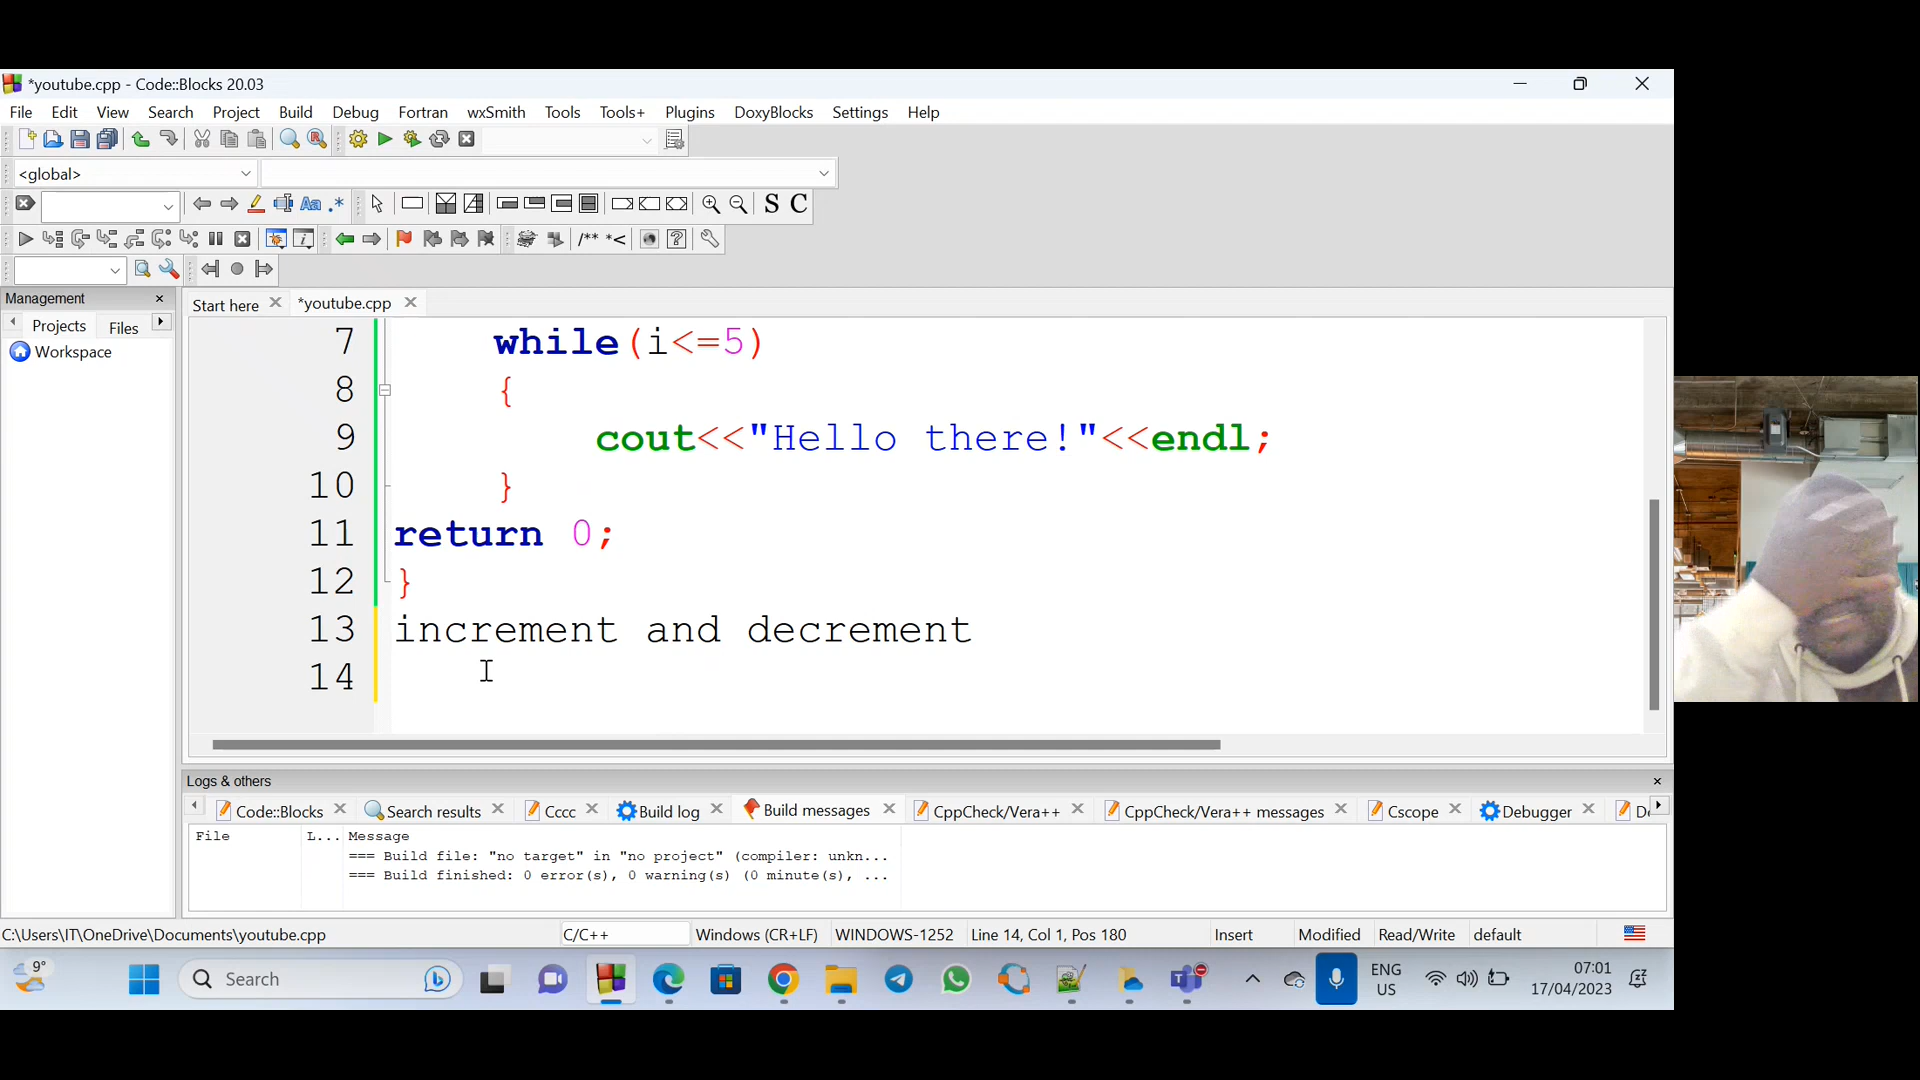 *youtube.cpp - Code::Blocks 20.03
File Edit View Search Project Build Debug Fortran wxSmith Tools Tools+ Plugins DoxyBlocks Settings Help
<global>
Aa .* S C
/** *<
Management
Projects Files
Workspace
Start here *youtube.cpp
7 while(i<=5)
8 {
9 cout<<"Hello there!"<<endl;
10 }
11 return 0;
12 }
13 increment and decrement
14
Logs & others
Code::Blocks Search results Cccc Build log Build messages CppCheck/Vera++ CppCheck/Vera++ messages Cscope Debugger
File L... Message
=== Build file: "no target" in "no project" (compiler: unkn...
=== Build finished: 0 error(s), 0 warning(s) (0 minute(s), ...
C:\Users\IT\OneDrive\Documents\youtube.cpp C/C++ Windows (CR+LF) WINDOWS-1252 Line 14, Col 1, Pos 180 Insert Modified Read/Write default
9° Search ENG US 07:01 17/04/2023